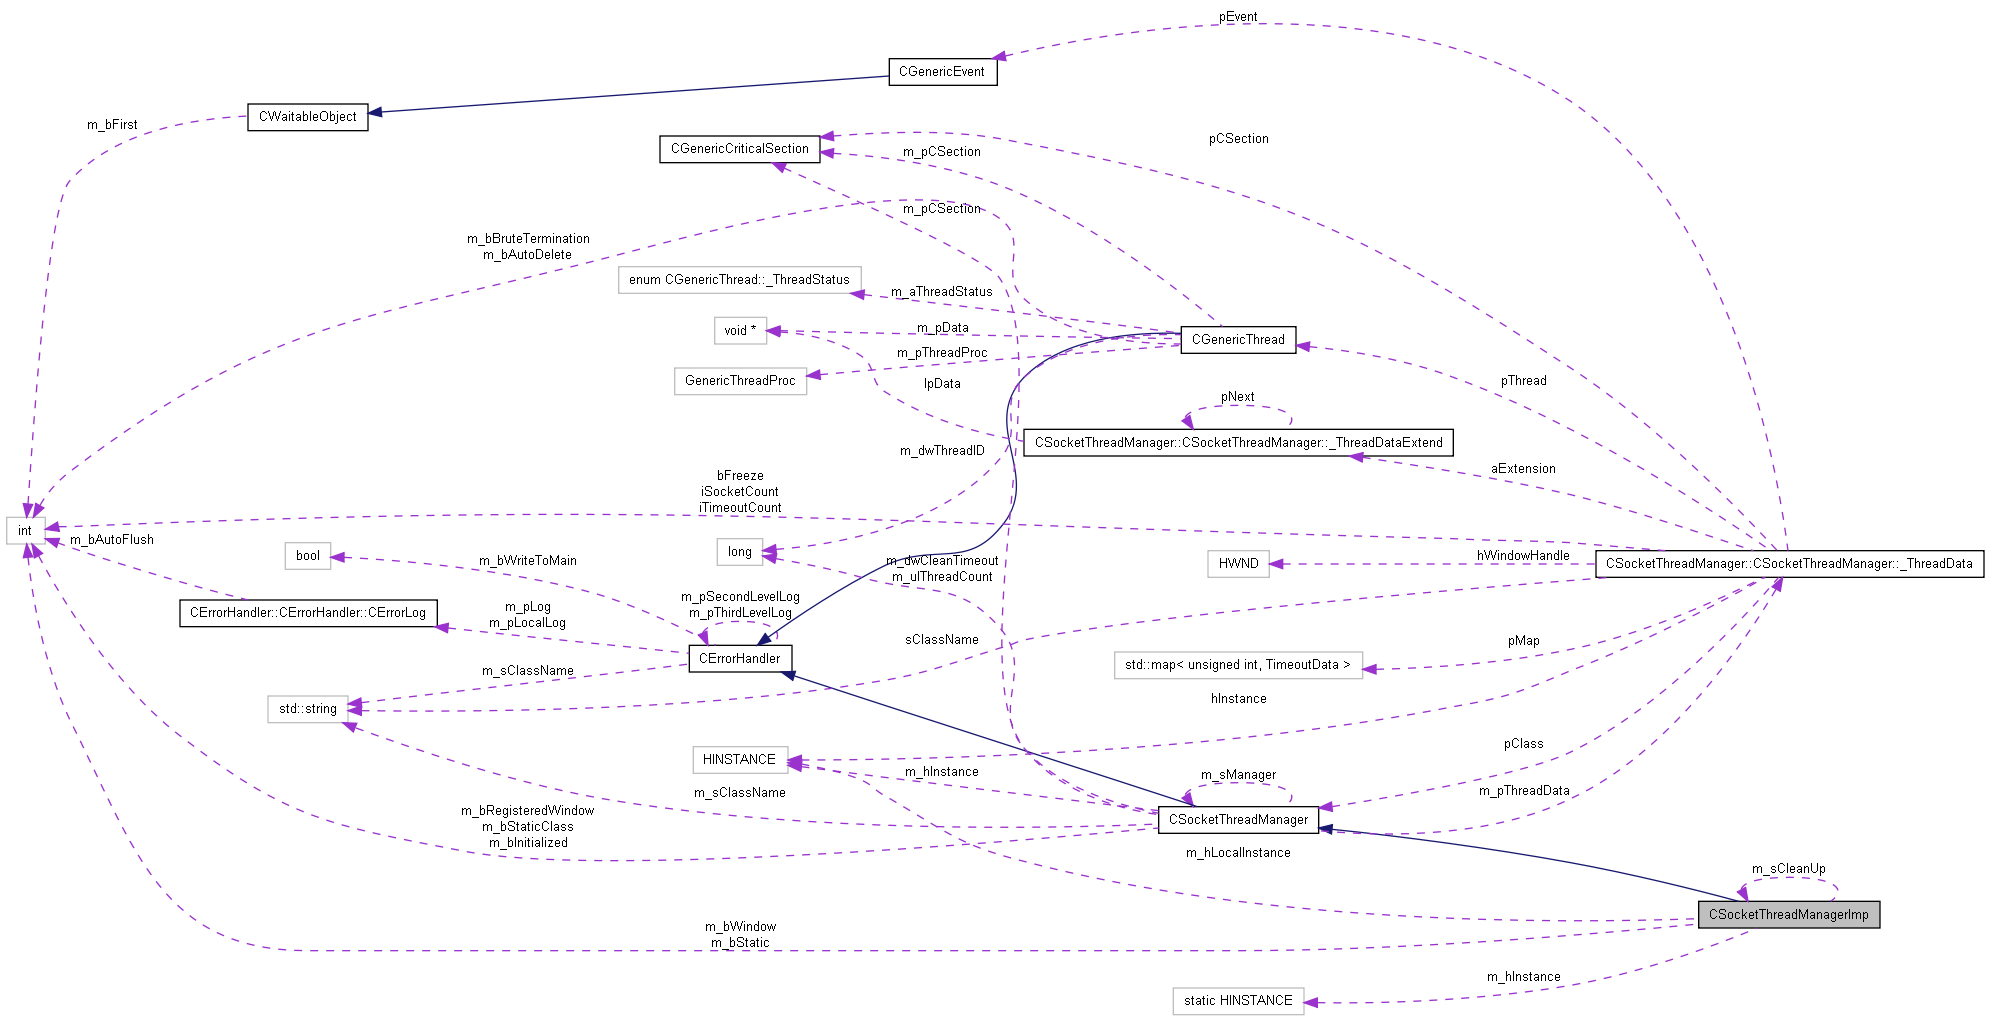 pEvent
CGenericEvent
CWaitableObject
m_bFirst
pCSection
CGenericCriticalSection
m_pCSection
m_pCSection
m_bBruteTermination
m_bAutoDelete
enum CGenericThread::_ThreadStatus
m_aThreadStatus
void *
m_pData
CGenericThread
m_pThreadProc
GenericThreadProc
lpData
pThread
pNext
CSocketThreadManager::CSocketThreadManager::_ThreadDataExtend
m_dwThreadID
aExtension
bFreeze
iSocketCount
iTimeoutCount
int
m_bAutoFlush
bool
m_bWriteToMain
long
m_dwCleanTimeout
m_ulThreadCount
hWindowHandle
HWND
CSocketThreadManager::CSocketThreadManager::_ThreadData
m_pSecondLevelLog
m_pThirdLevelLog
CErrorHandler::CErrorHandler::CErrorLog
m_pLog
m_pLocalLog
sClassName
pMap
CErrorHandler
std::map< unsigned int, TimeoutData >
m_sClassName
hInstance
std::string
pClass
HINSTANCE
m_hInstance
m_sManager
m_sClassName
m_pThreadData
m_bRegisteredWindow
m_bStaticClass
m_bInitialized
CSocketThreadManager
m_hLocalInstance
m_sCleanUp
CSocketThreadManagerImp
m_bWindow
m_bStatic
m_hInstance
static HINSTANCE